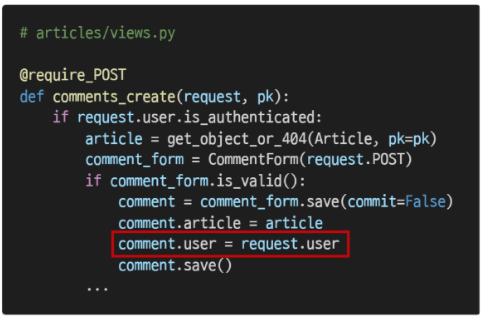 # articles/views.py
@require_POST
def comments_create(request, pk):
    if request.user.is_authenticated:
        article = get_object_or_404(Article, pk=pk)
        comment_form = CommentForm(request.POST)
        if comment_form.is_valid():
            comment = comment_form.save(commit=False)
            comment.article = article
            comment.user = request.user
            comment.save()
        ...